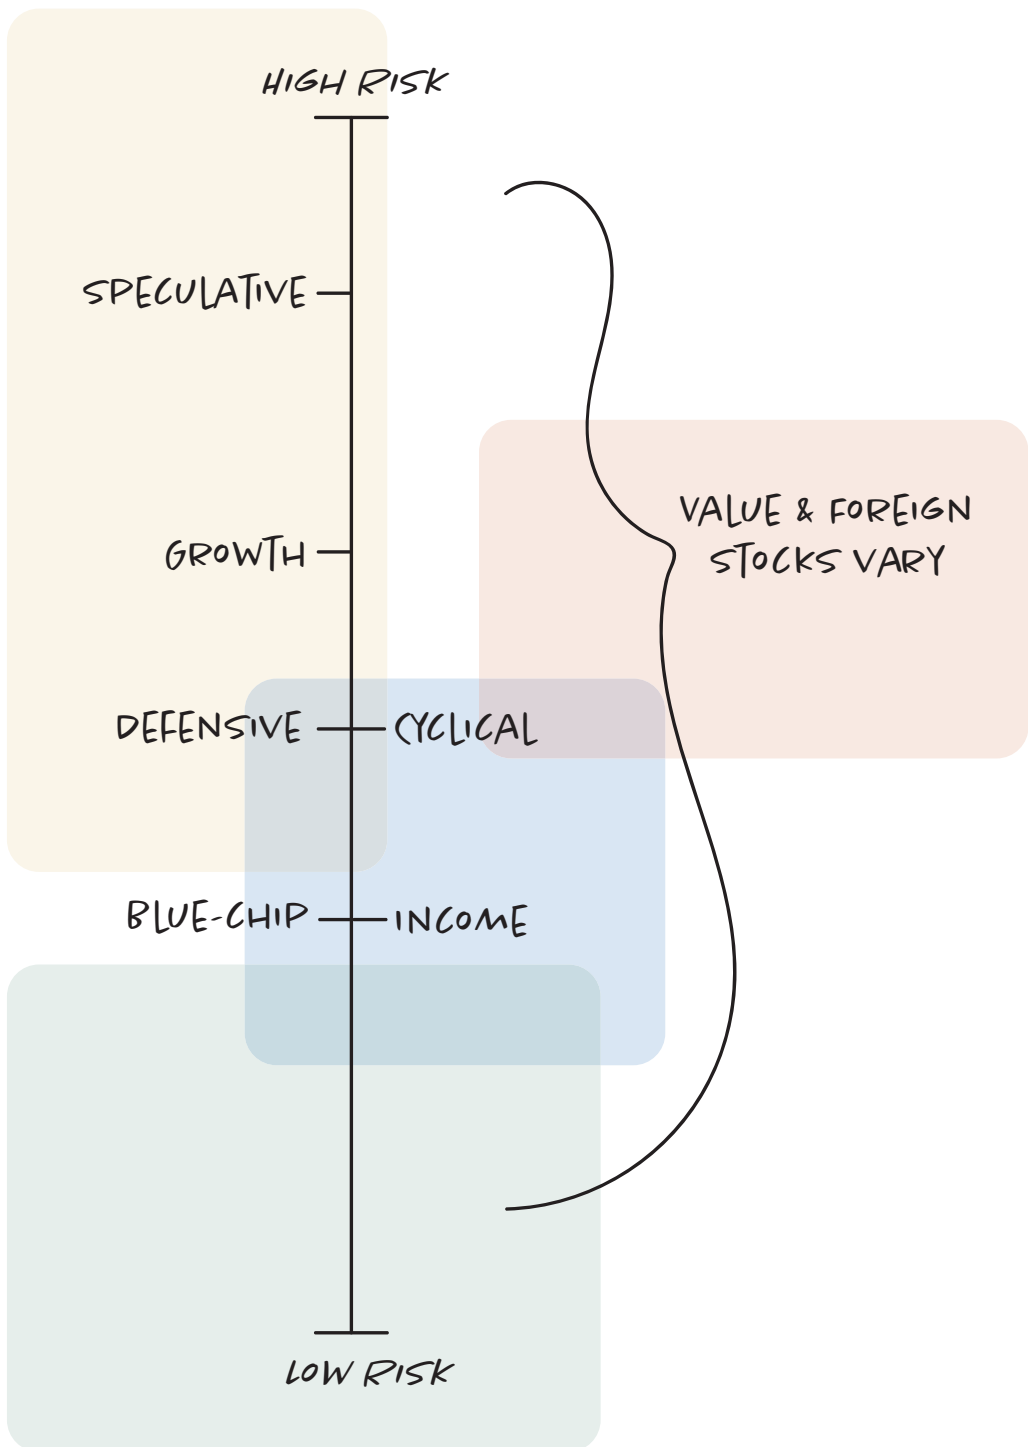 HIGH RISK
SPECULATIVE
VALUE & FOREIGN
STOCKS VARY
GROWTH
DEFENSIVE
CYCLICAL
BLUE-CHIP
INCOME
LOW RISK